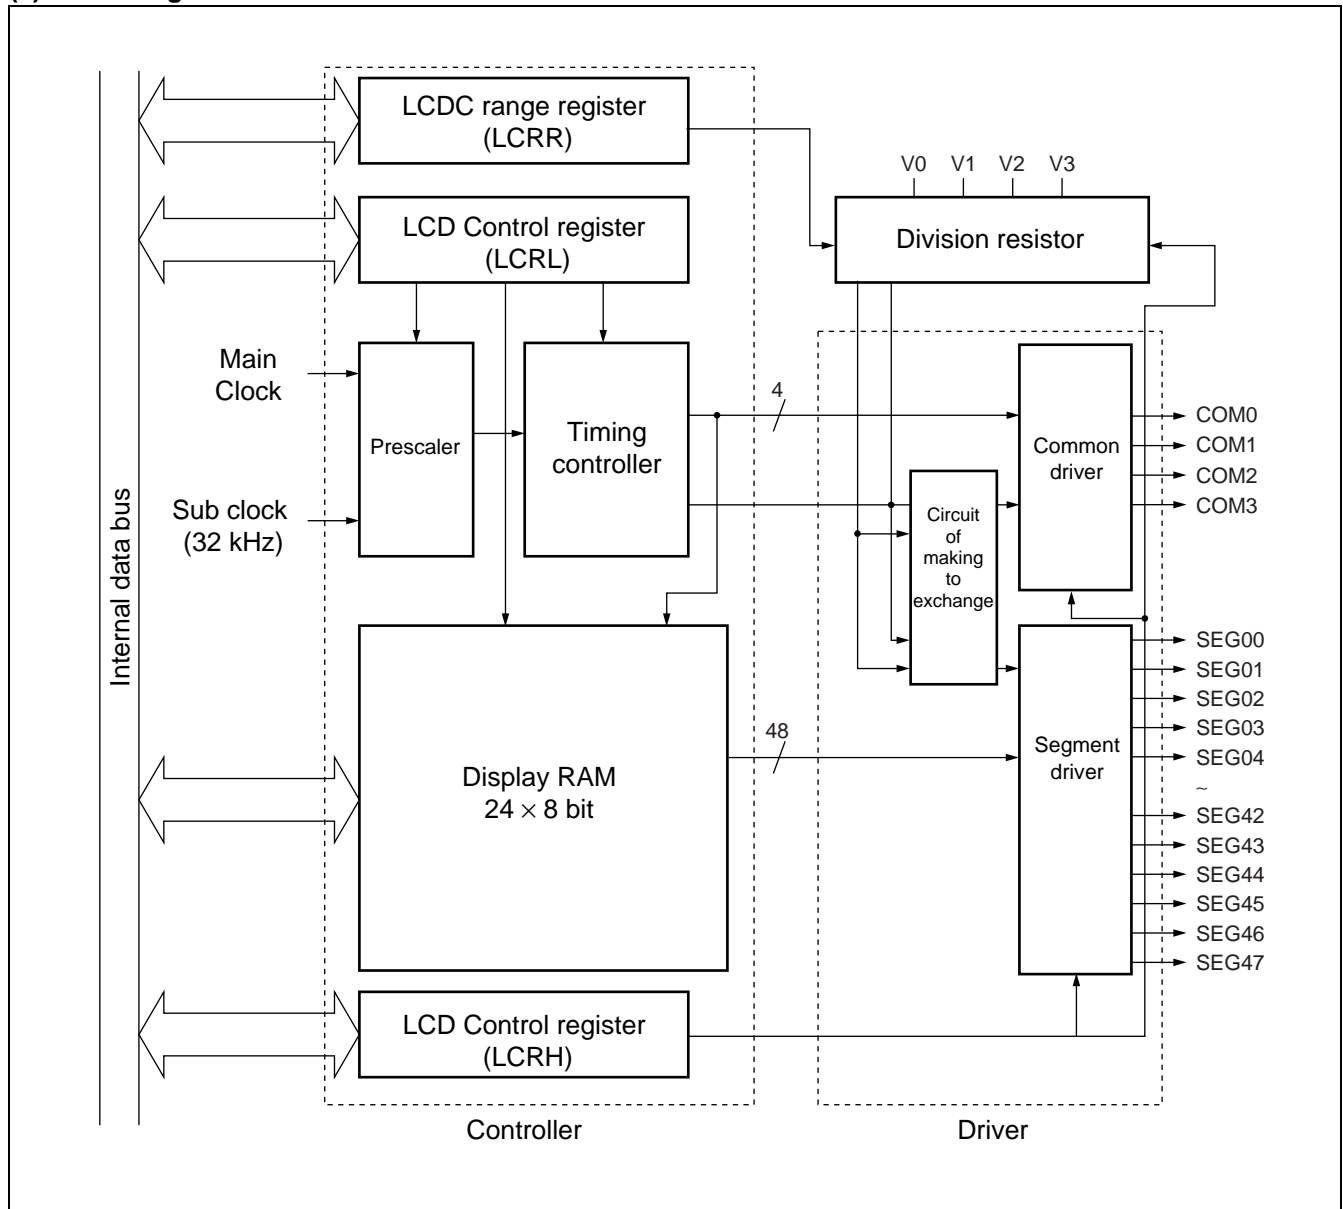 LCDC range register
(LCRR)
V0 V1 V2 V3
LCD Control register
(LCRL)
Division resistor
Main
Clock
Prescaler
Timing
controller
4
Common
driver
COM0
COM1
COM2
COM3
Sub clock
(32 kHz)
Circuit
of
making
to
exchange
Internal data bus
Display RAM
24 × 8 bit
48
Segment
driver
SEG00
SEG01
SEG02
SEG03
SEG04
~
SEG42
SEG43
SEG44
SEG45
SEG46
SEG47
LCD Control register
(LCRH)
Controller
Driver